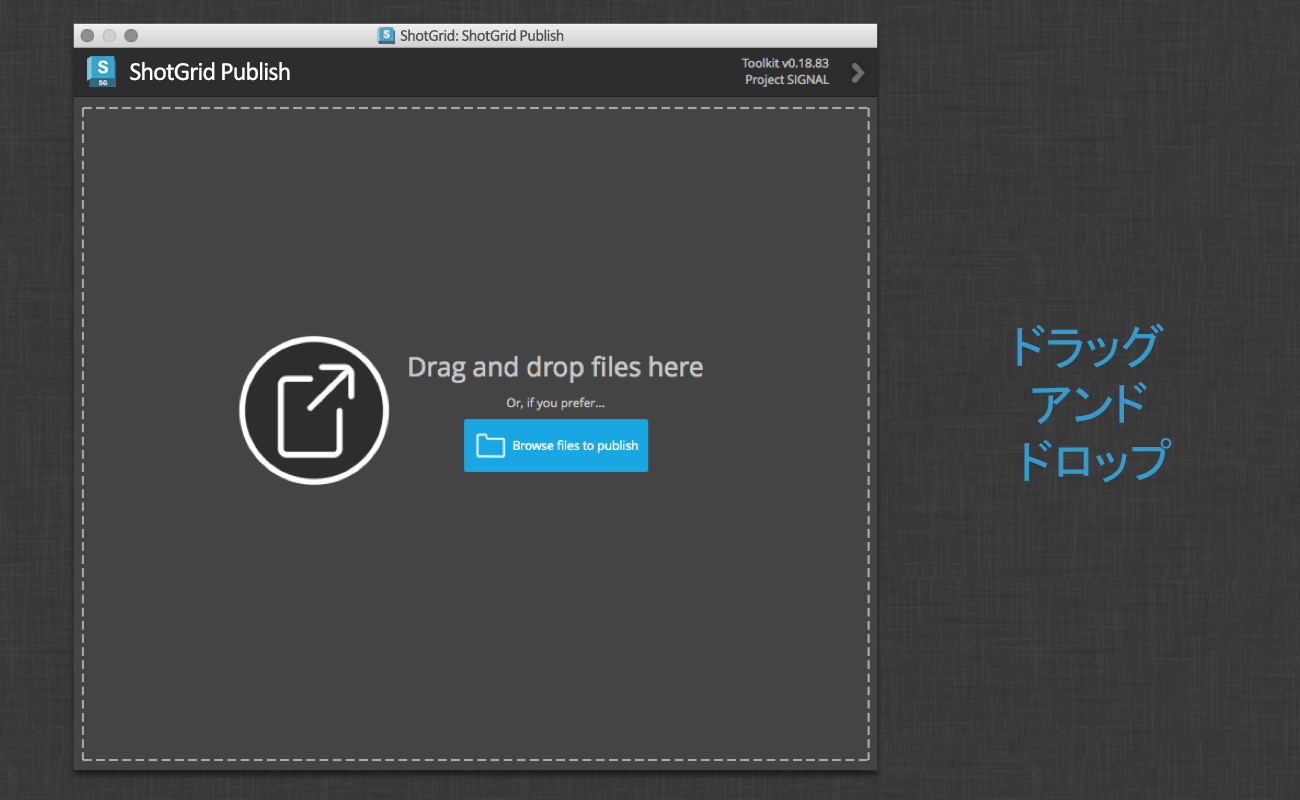 ShotGrid: ShotGrid Publish
S
SG
ShotGrid Publish
Toolkit v0.18.83
Project SIGNAL
Drag and drop files here
Or, if you prefer...
Browse files to publish
ドラッグ
アンド
ドロップ